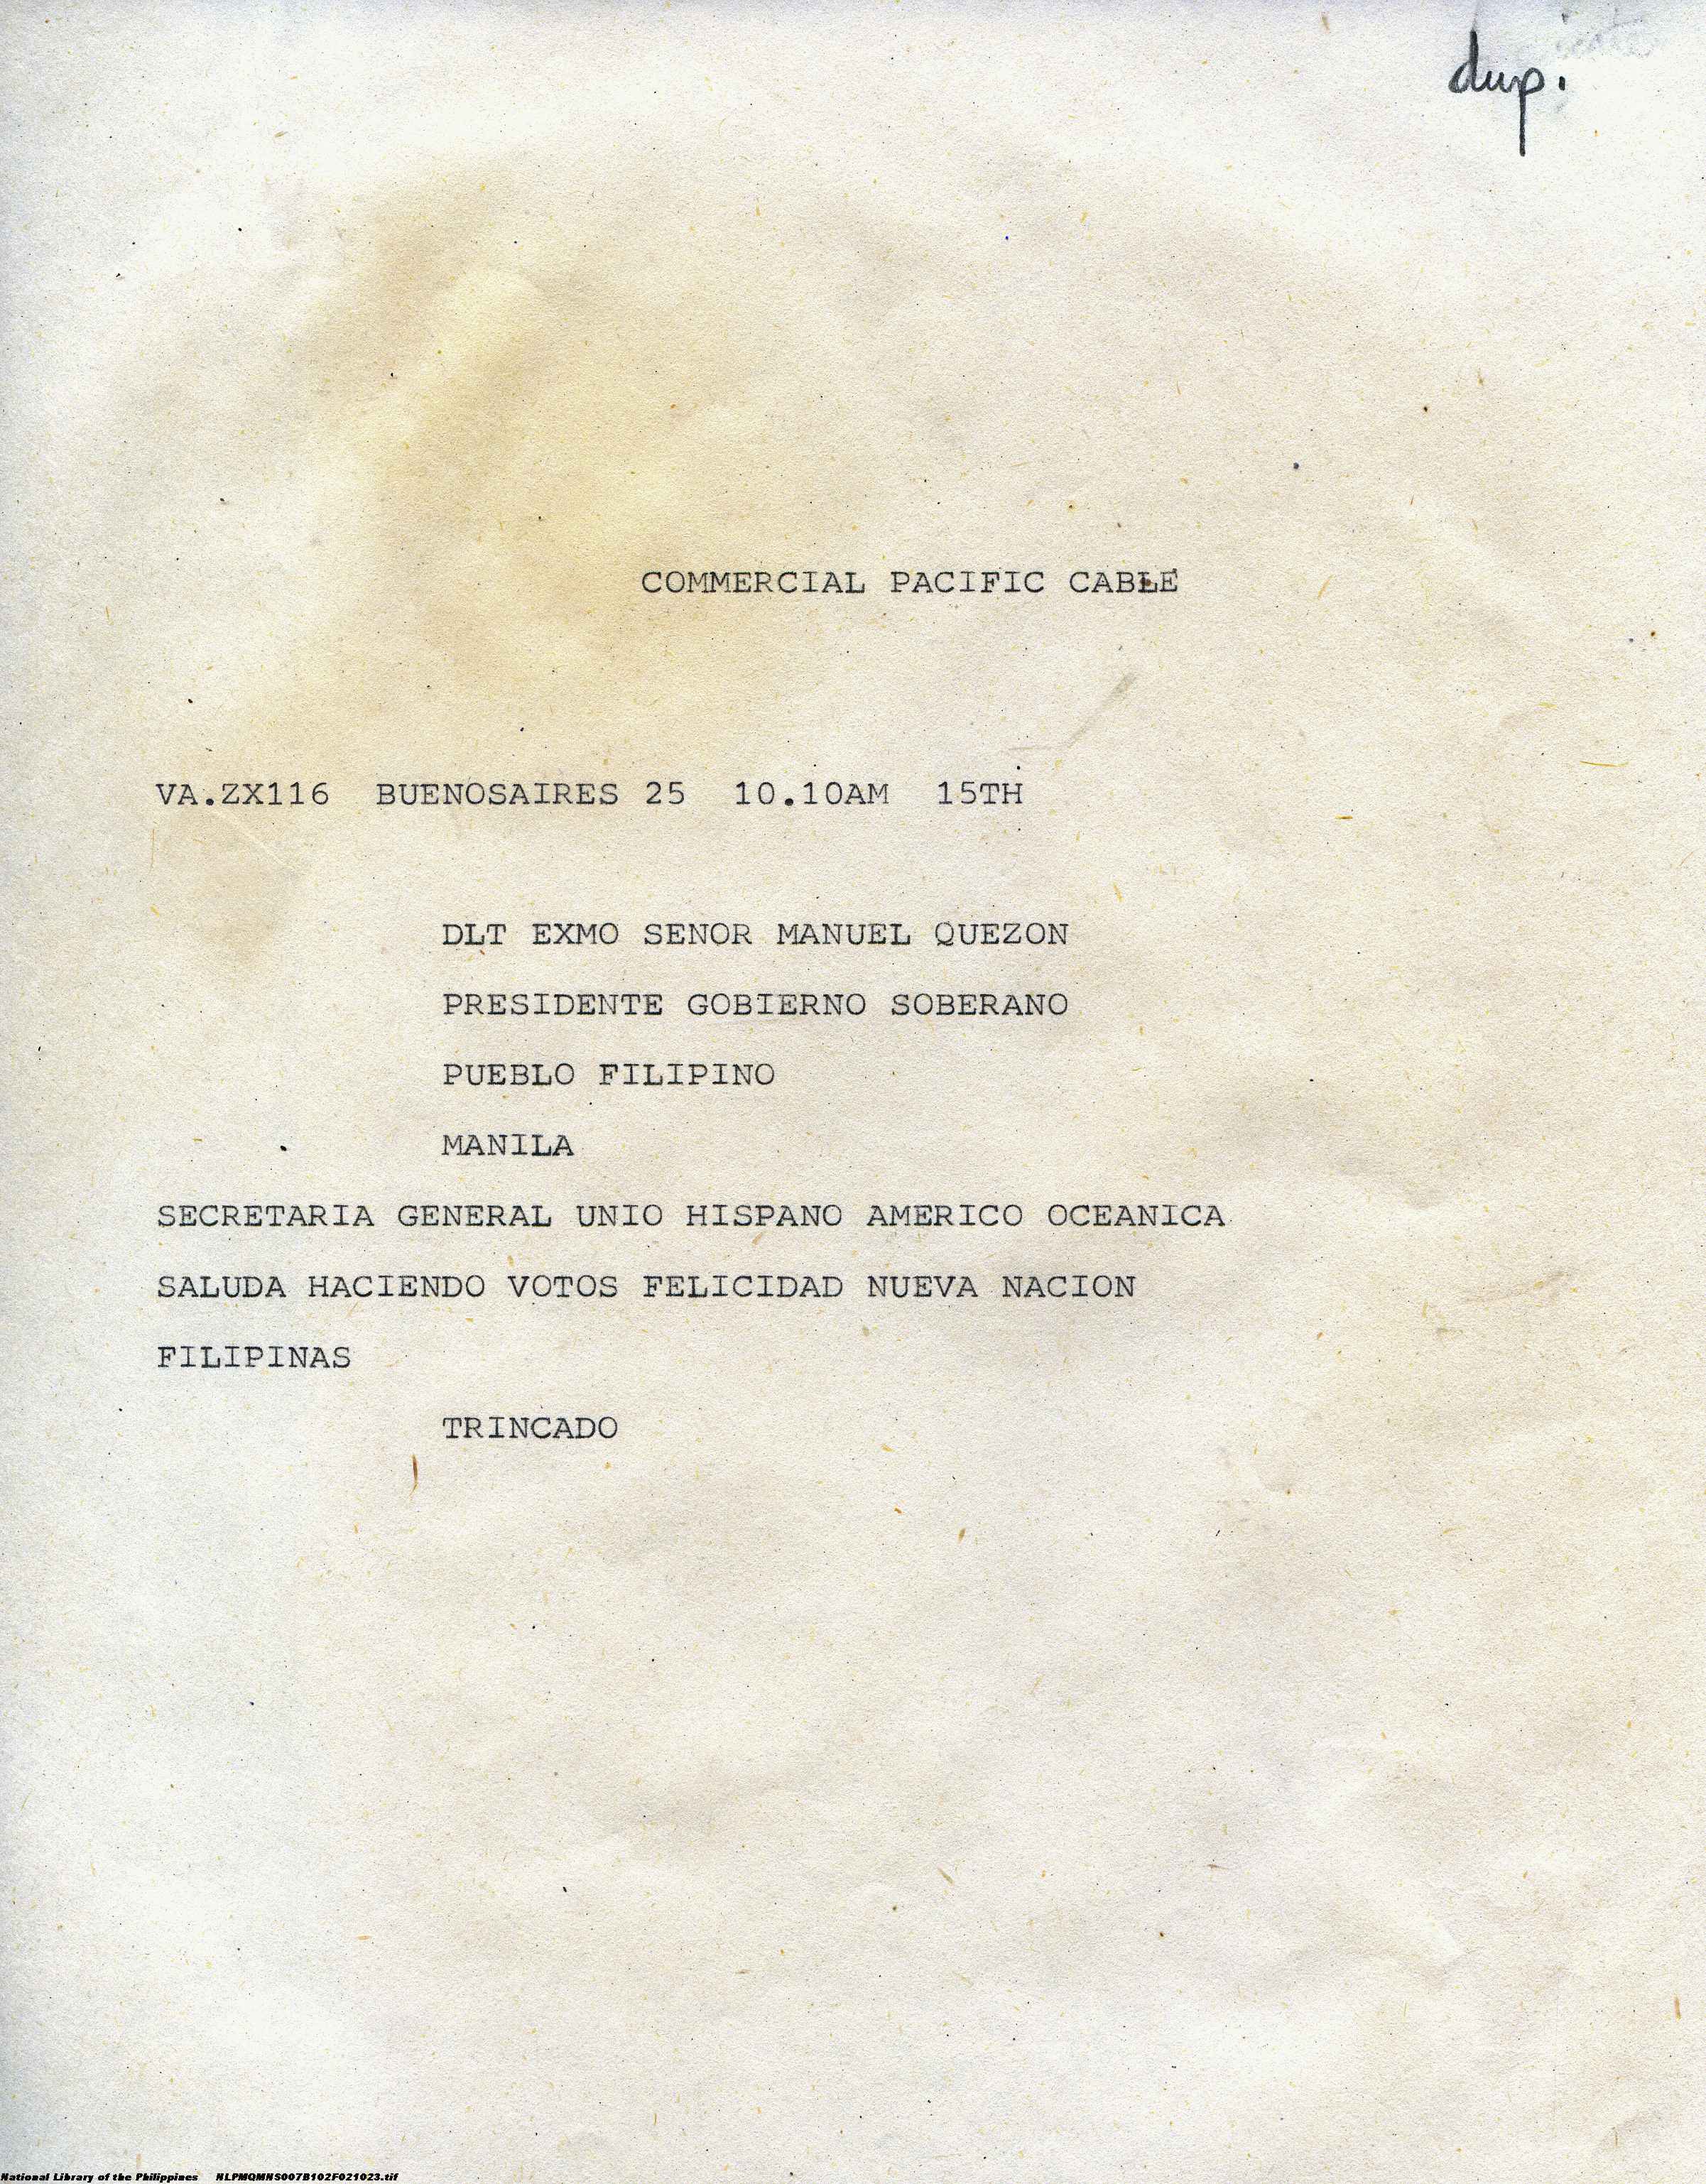 dup.
COMMERCIAL PACIFIC CABLE
VA.ZX116 BUENOSAIRES 25 10.10AM 15TH
DLT EXMO SENOR MANUEL QUEZON
PRESIDENTE GOBIERNO SOBERANO
PUEBLO FILIPINO
MANILA
SECRETARIA GENERAL UNIO HISPANO AMERICO OCEANICA
SALUDA HACIENDO VOTOS FELICIDAD NUEVA NACION
FILIPINAS
TRINCADO
National Library of the Philippines NLPMQMNS007B102F021023.tif